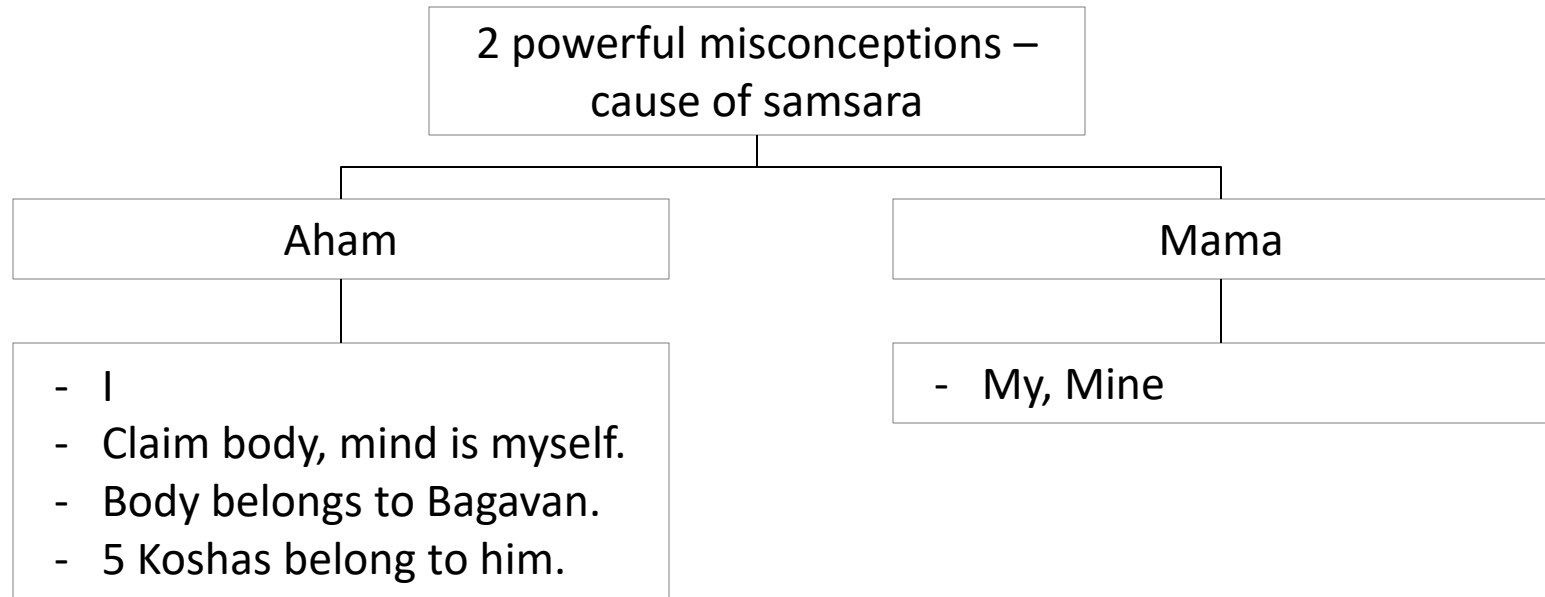 2 powerful misconceptions –
cause of samsara
Aham
Mama
- I
- Claim body, mind is myself.
- Body belongs to Bagavan.
- 5 Koshas belong to him.
- My, Mine